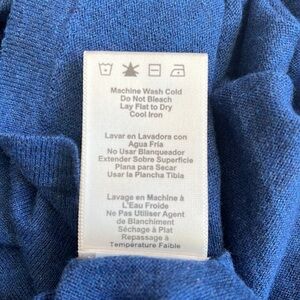 Machine Wash Cold
Do Not Bleach
Lay Flat to Dry
Cool Iron
Lavar en Lavadora con
Agua Fria
No Usar Blanqueador
Extender Sobre Superficie
Plana para Secar
Usar la Plancha Tibia
Lavage en Machine à
L'Eau Froide
Ne Pas Utiliser Agent
de Blanchiment
Séchage à Plat
Repassage à
Température Faible